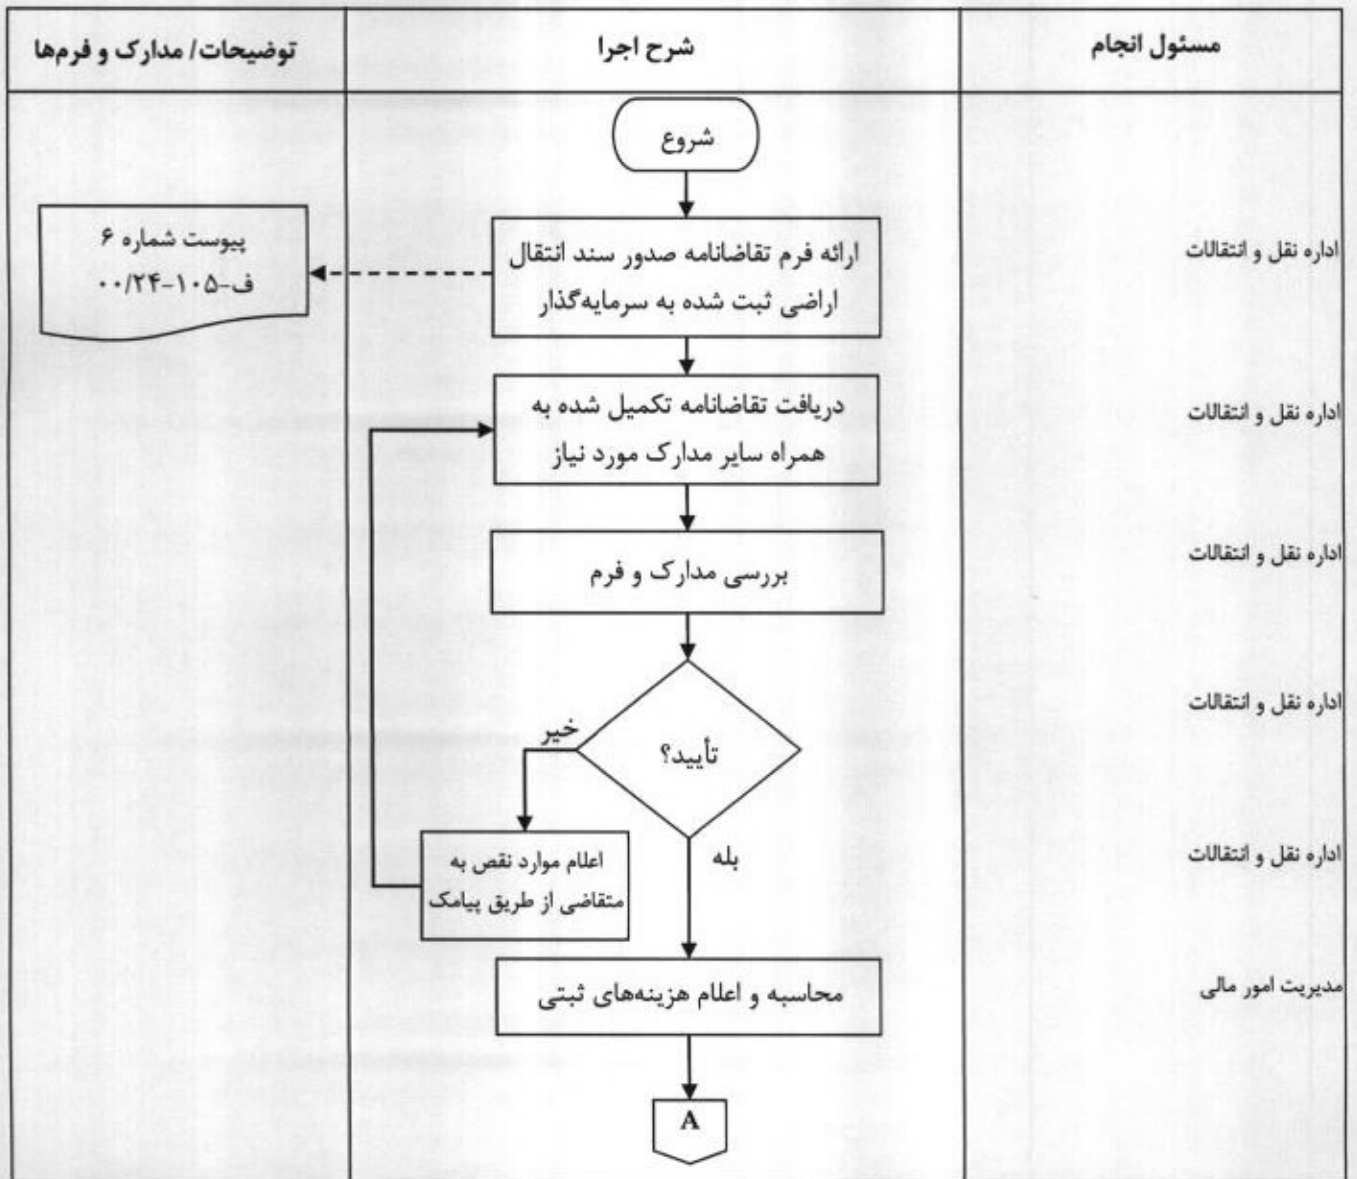 مسئول انجام
شرح اجرا
توضیحات/ مدارک و فرم‌ها
شروع
اداره نقل و انتقالات
ارائه فرم تقاضانامه صدور سند انتقال
اراضی ثبت شده به سرمایه‌گذار
پیوست شماره ۶
ف-۱۰۵-۰۰/۲۴
اداره نقل و انتقالات
دریافت تقاضانامه تکمیل شده به
همراه سایر مدارک مورد نیاز
اداره نقل و انتقالات
بررسی مدارک و فرم
اداره نقل و انتقالات
تأیید؟
خیر
بله
اداره نقل و انتقالات
اعلام موارد نقص به
متقاضی از طریق پیامک
مدیریت امور مالی
محاسبه و اعلام هزینه‌های ثبتی
A